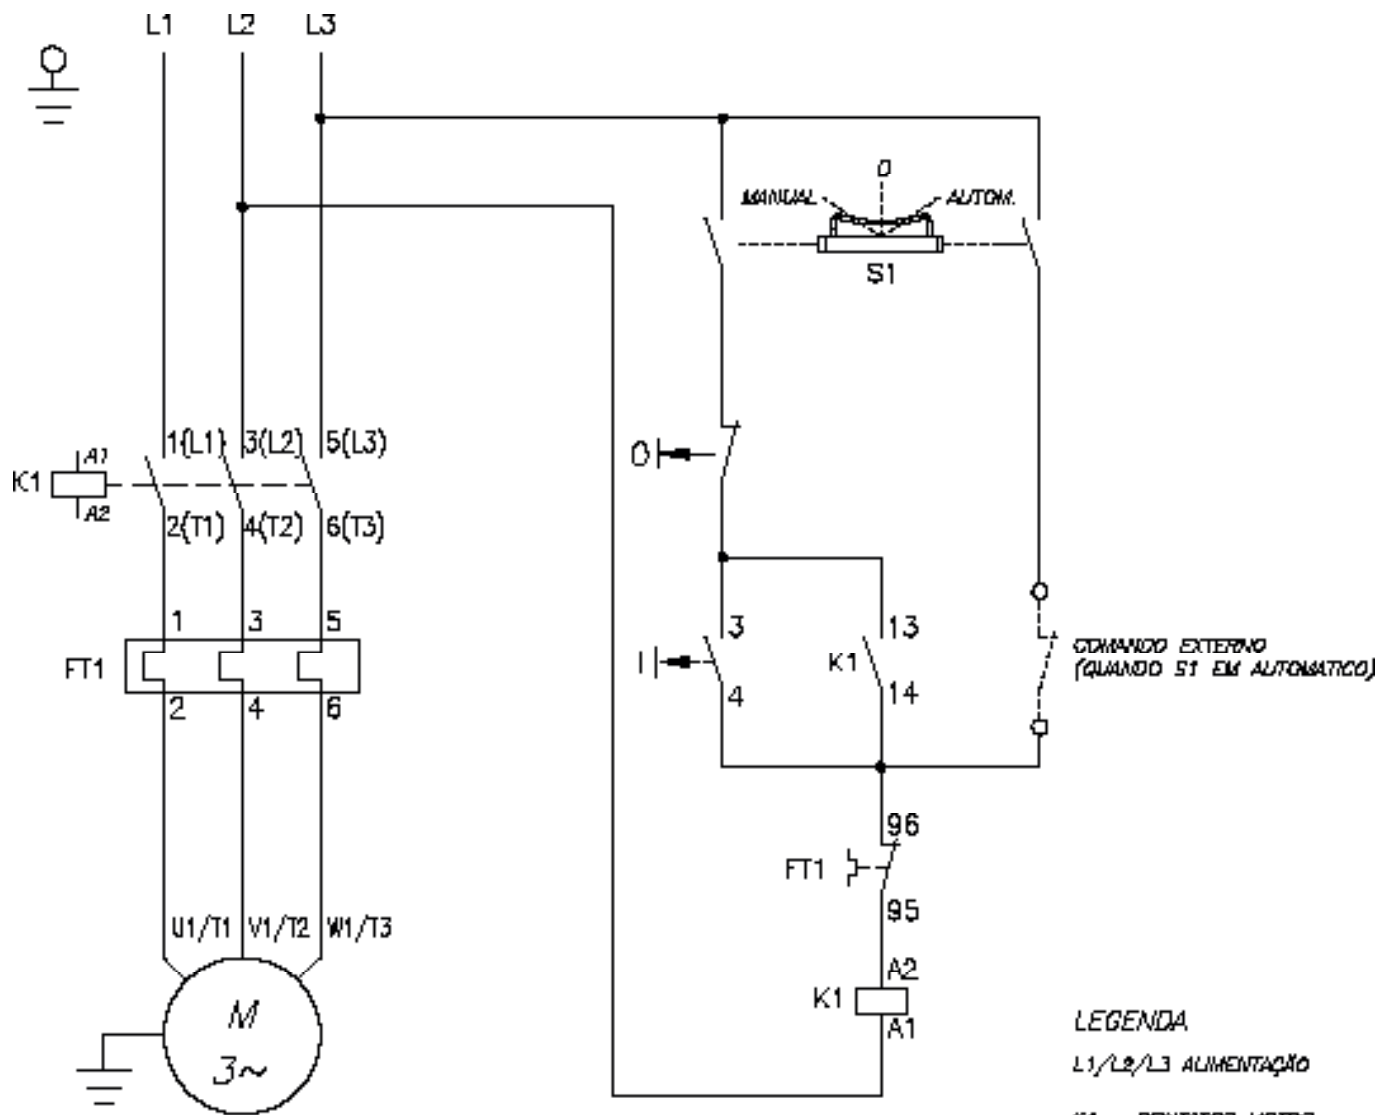 L1 L2 L3
0
MANUAL AUTOM.
S1
1(L1) 3(L2) 5(L3)
A1
K1
A2
2(T1) 4(T2) 6(T3)
0
1 3 5
FT1
2 4 6
3 13
I K1
4 14
COMANDO EXTERNO
(QUANDO S1 EM AUTOMATICO)
96
FT1
95
U1/T1 V1/T2 W1/T3
A2
K1
A1
M
3~
LEGENDA
L1/L2/L3 ALIMENTAÇÃO